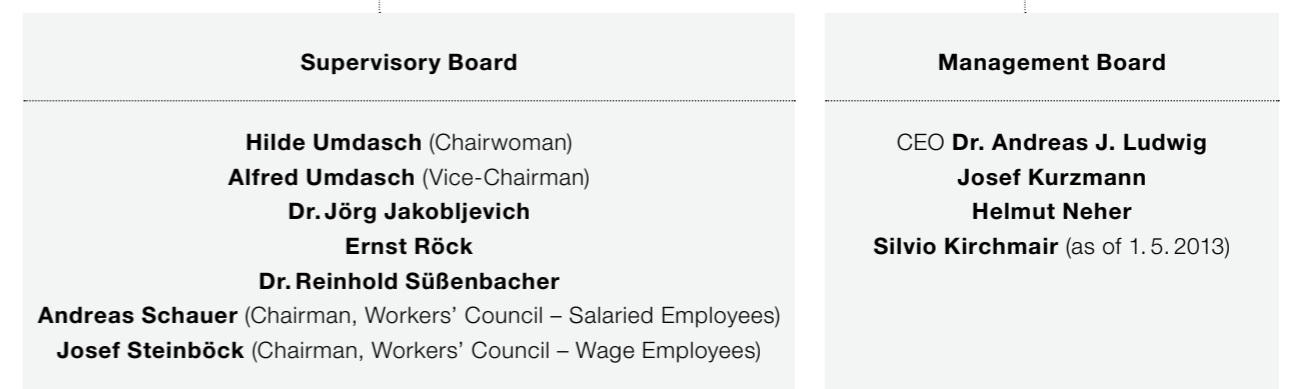 Supervisory Board
Hilde Umdasch (Chairwoman)
Alfred Umdasch (Vice-Chairman)
Dr. Jörg Jakobljevich
Ernst Röck
Dr. Reinhold Süßenbacher
Andreas Schauer (Chairman, Workers’ Council – Salaried Employees)
Josef Steinböck (Chairman, Workers’ Council – Wage Employees)
Management Board
CEO Dr. Andreas J. Ludwig
Josef Kurzmann
Helmut Neher
Silvio Kirchmair (as of 1. 5. 2013)